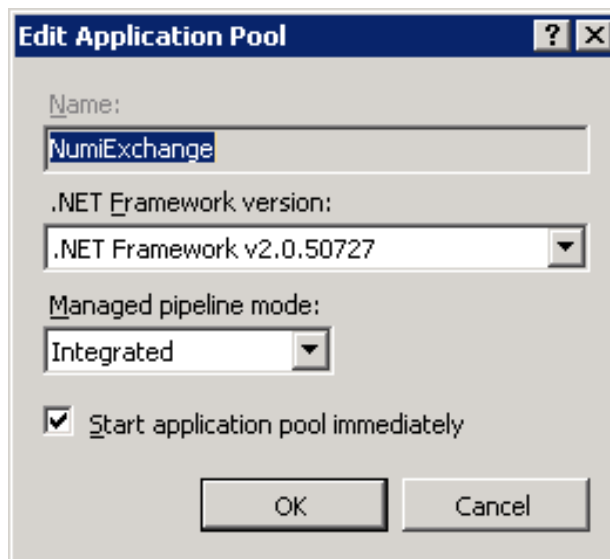 Edit Application Pool
Name:
NumiExchange
.NET Framework version:
.NET Framework v2.0.50727
Managed pipeline mode:
Integrated
Start application pool immediately
OK Cancel